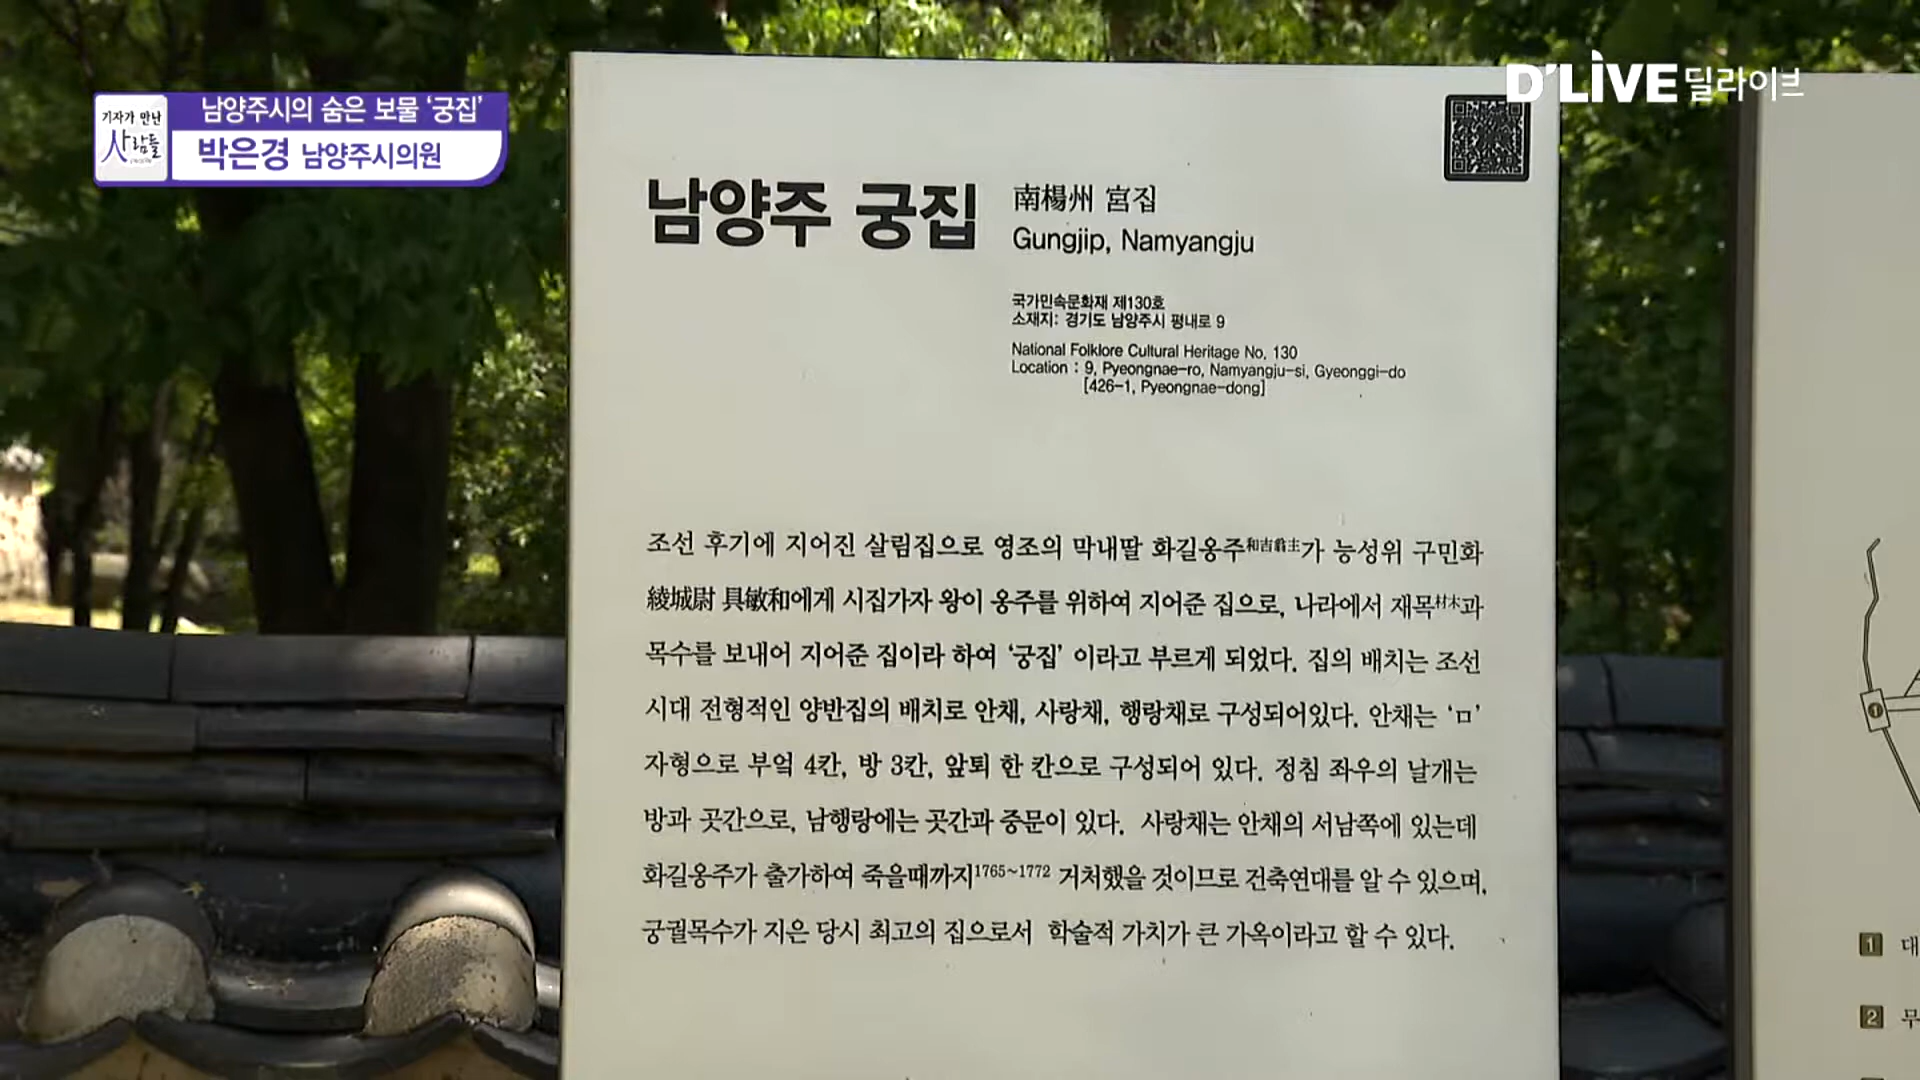 D'LIVE 딜라이브
기자가 만난
사람들
남양주시의 숨은 보물 ‘궁집’
박은경 남양주시의원
남양주 궁집
南楊州 宮집
Gungjip, Namyangju
국가민속문화재 제130호
소재지: 경기도 남양주시 평내로 9
National Folklore Cultural Heritage No, 130
Location : 9, Pyeongnae-ro, Namyangju-si, Gyeonggi-do
[426-1, Pyeongnae-dong]
조선 후기에 지어진 살림집으로 영조의 막내딸 화길옹주和吉翁主가 능성위 구민화
綾城尉 具敏和에게 시집가자 왕이 옹주를 위하여 지어준 집으로, 나라에서 재목材木과
목수를 보내어 지어준 집이라 하여 ‘궁집’ 이라고 부르게 되었다. 집의 배치는 조선
시대 전형적인 양반집의 배치로 안채, 사랑채, 행랑채로 구성되어있다. 안채는 ‘ㅁ’
자형으로 부엌 4칸, 방 3칸, 앞퇴 한 칸으로 구성되어 있다. 정침 좌우의 날개는
방과 곳간으로, 남행랑에는 곳간과 중문이 있다. 사랑채는 안채의 서남쪽에 있는데
화길옹주가 출가하여 죽을때까지1765~1772 거처했을 것이므로 건축연대를 알 수 있으며,
궁궐목수가 지은 당시 최고의 집으로서 학술적 가치가 큰 가옥이라고 할 수 있다.
1
1 대
2 무